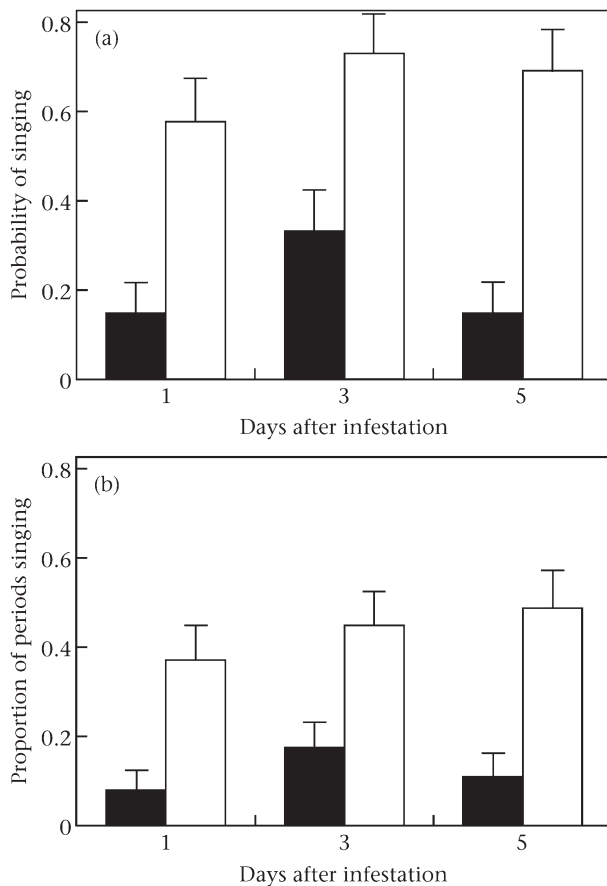 (a)
Probability of singing
0.8
0.6
0.4
0.2
0
1 3 5
Days after infestation
(b)
Proportion of periods singing
0.8
0.6
0.4
0.2
0
1 3 5
Days after infestation